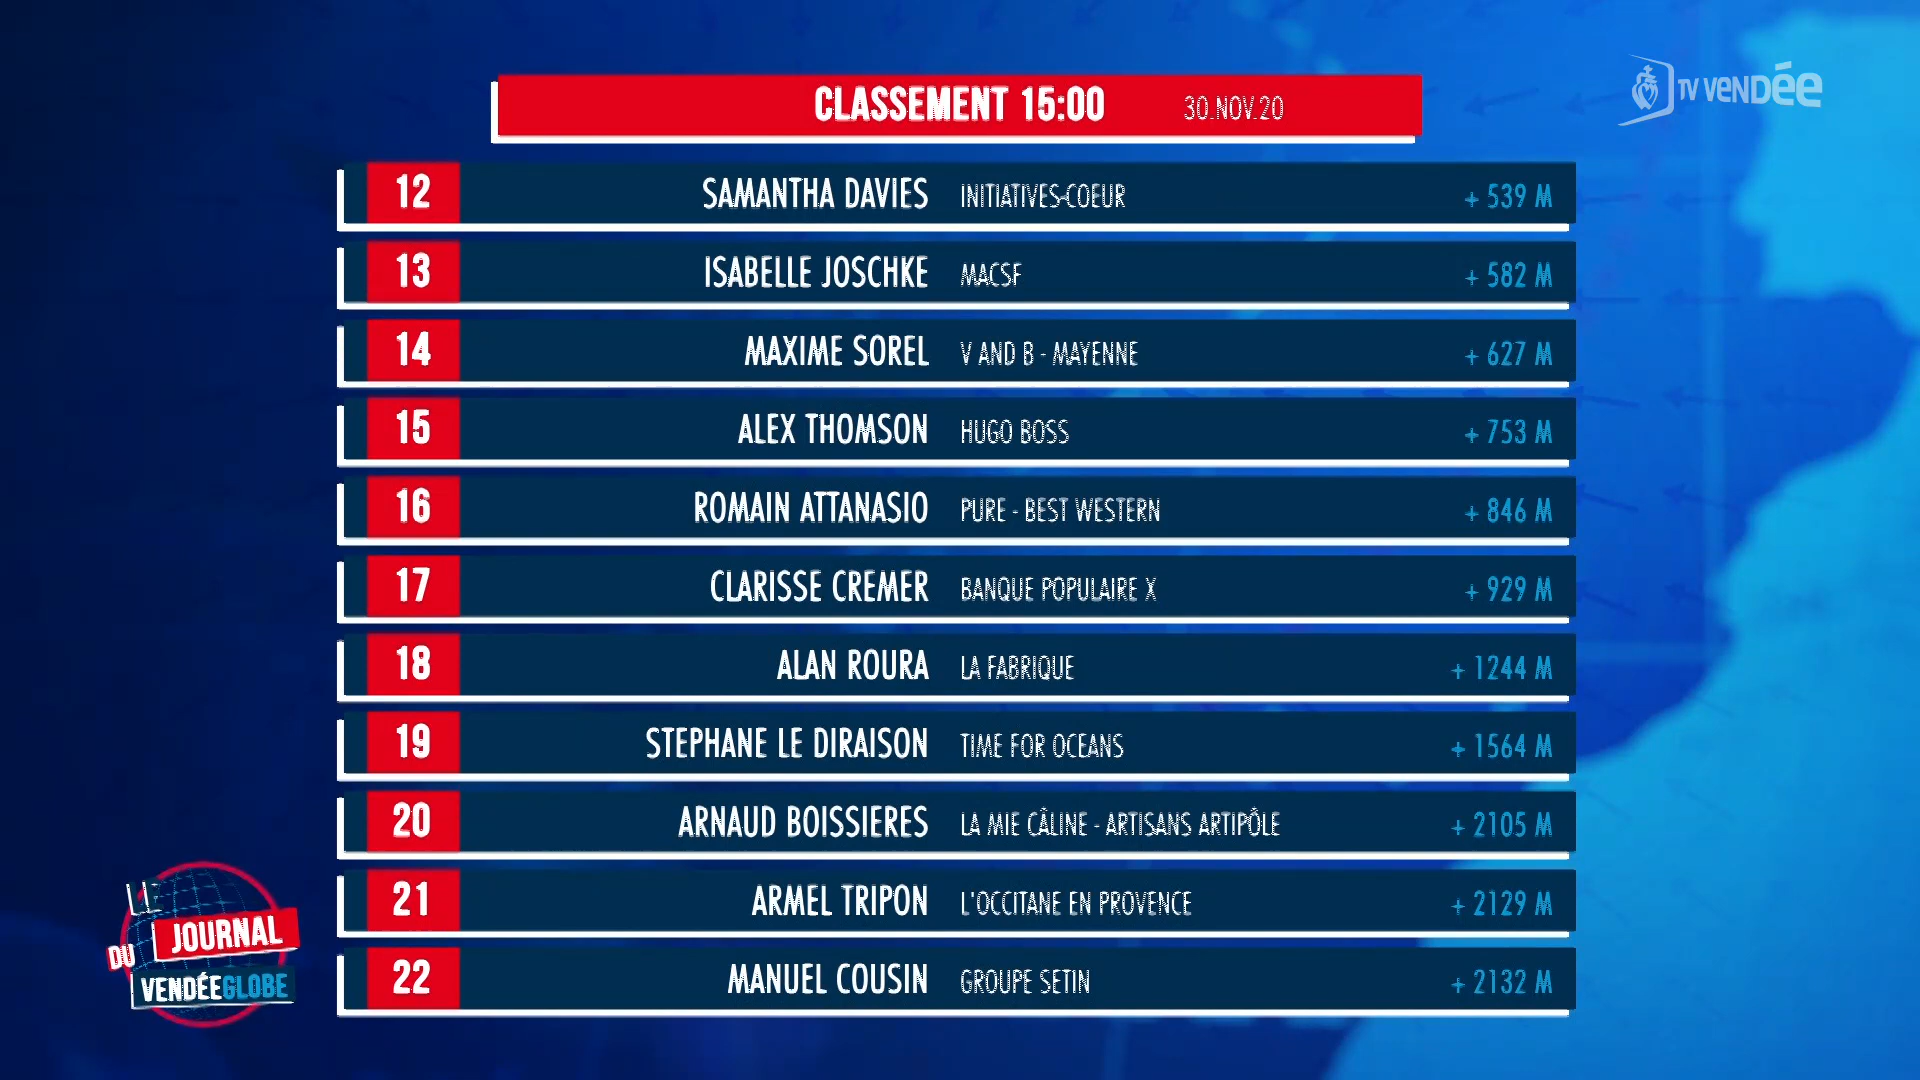 CLASSEMENT 15:00 30.NOV.20
TV VENDÉE
12 SAMANTHA DAVIES INITIATIVES-COEUR + 539 M
13 ISABELLE JOSCHKE MACSF + 582 M
14 MAXIME SOREL V AND B - MAYENNE + 627 M
15 ALEX THOMSON HUGO BOSS + 753 M
16 ROMAIN ATTANASIO PURE - BEST WESTERN + 846 M
17 CLARISSE CREMER BANQUE POPULAIRE X + 929 M
18 ALAN ROURA LA FABRIQUE + 1244 M
19 STEPHANE LE DIRAISON TIME FOR OCEANS + 1564 M
20 ARNAUD BOISSIERES LA MIE CÂLINE - ARTISANS ARTIPÔLE + 2105 M
21 ARMEL TRIPON L'OCCITANE EN PROVENCE + 2129 M
22 MANUEL COUSIN GROUPE SETIN + 2132 M
LE
JOURNAL
DU
VENDÉEGLOBE